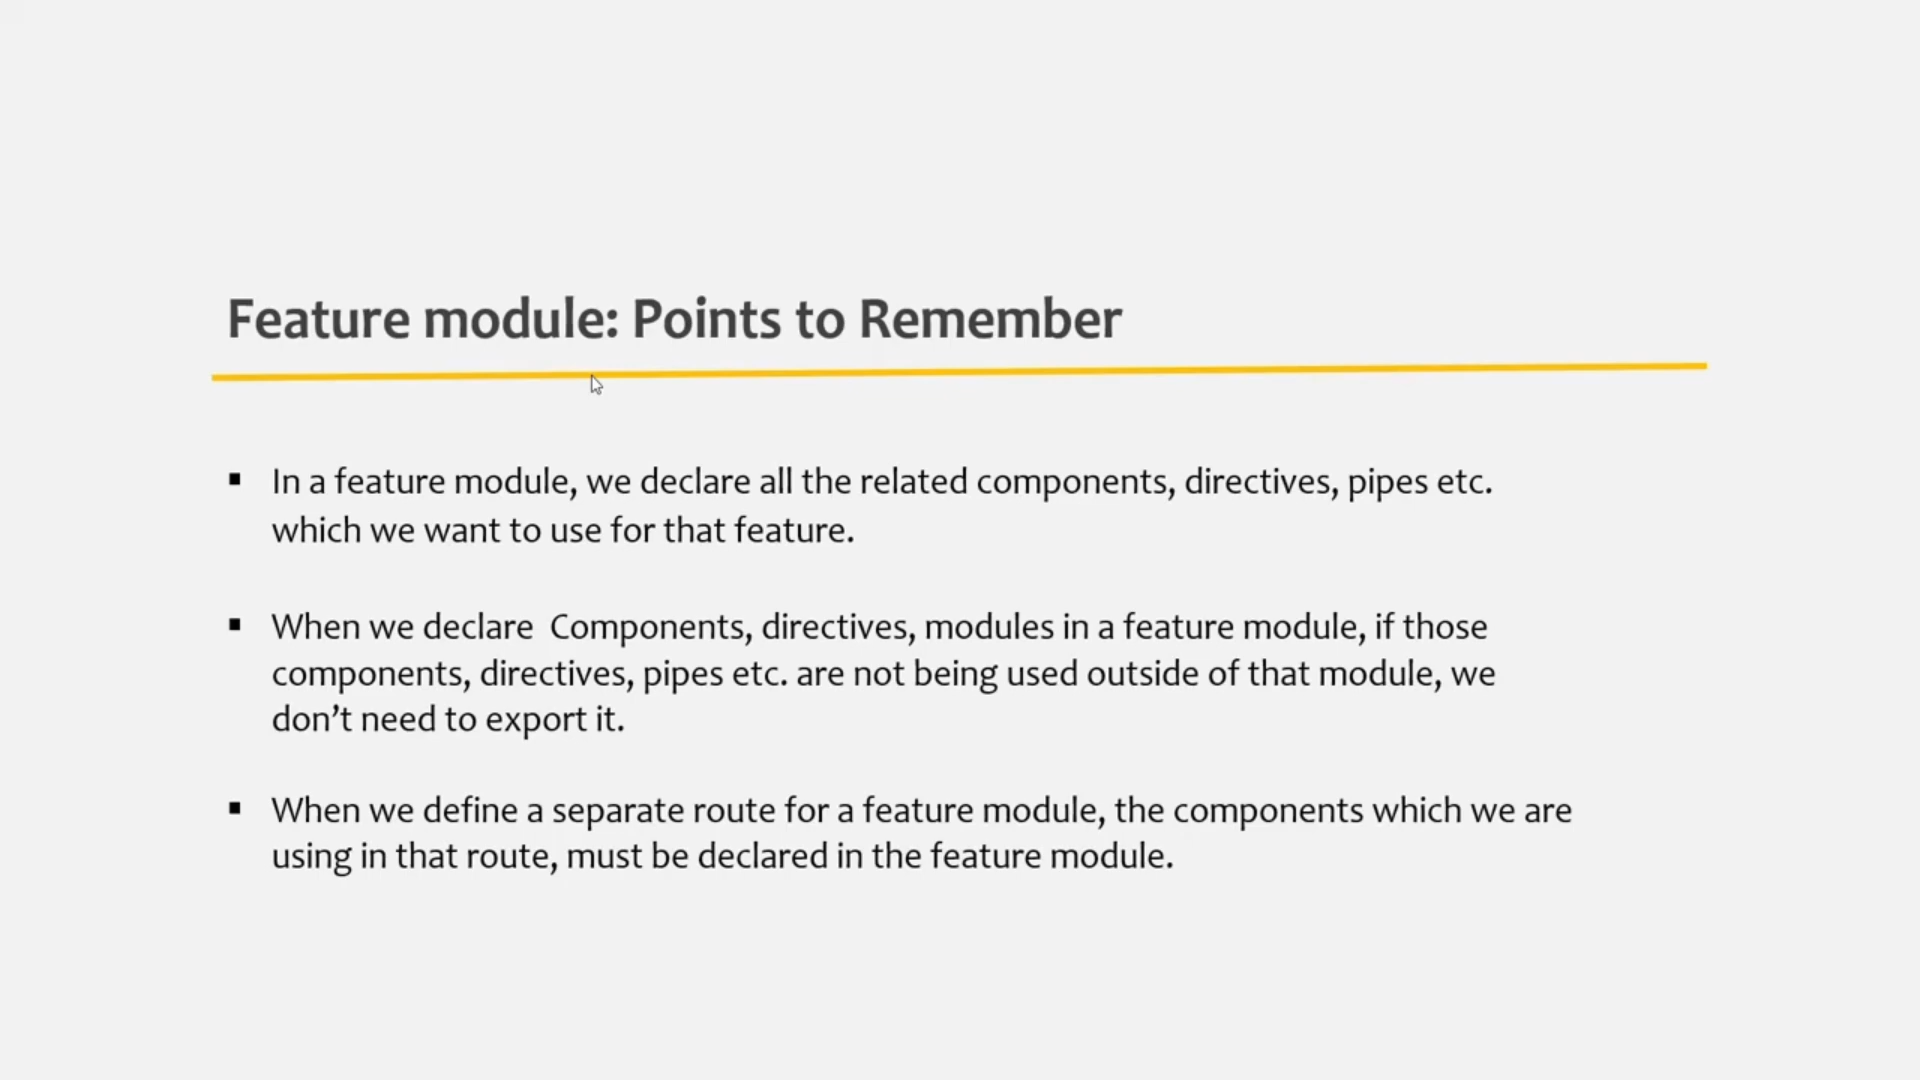 Feature module: Points to Remember
▪ In a feature module, we declare all the related components, directives, pipes etc.
which we want to use for that feature.
▪ When we declare  Components, directives, modules in a feature module, if those
components, directives, pipes etc. are not being used outside of that module, we
don’t need to export it.
▪ When we define a separate route for a feature module, the components which we are
using in that route, must be declared in the feature module.